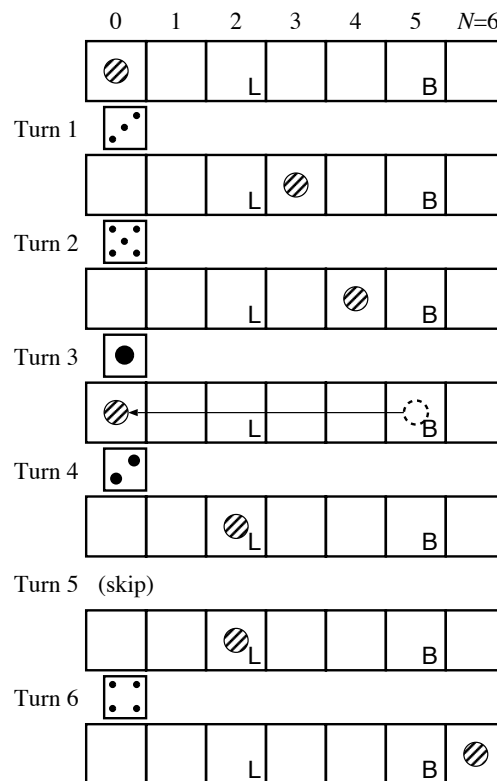 0 1 2 3 4 5 N=6
L B
Turn 1
L B
Turn 2
L B
Turn 3
L B
Turn 4
L B
Turn 5 (skip)
L B
Turn 6
L B